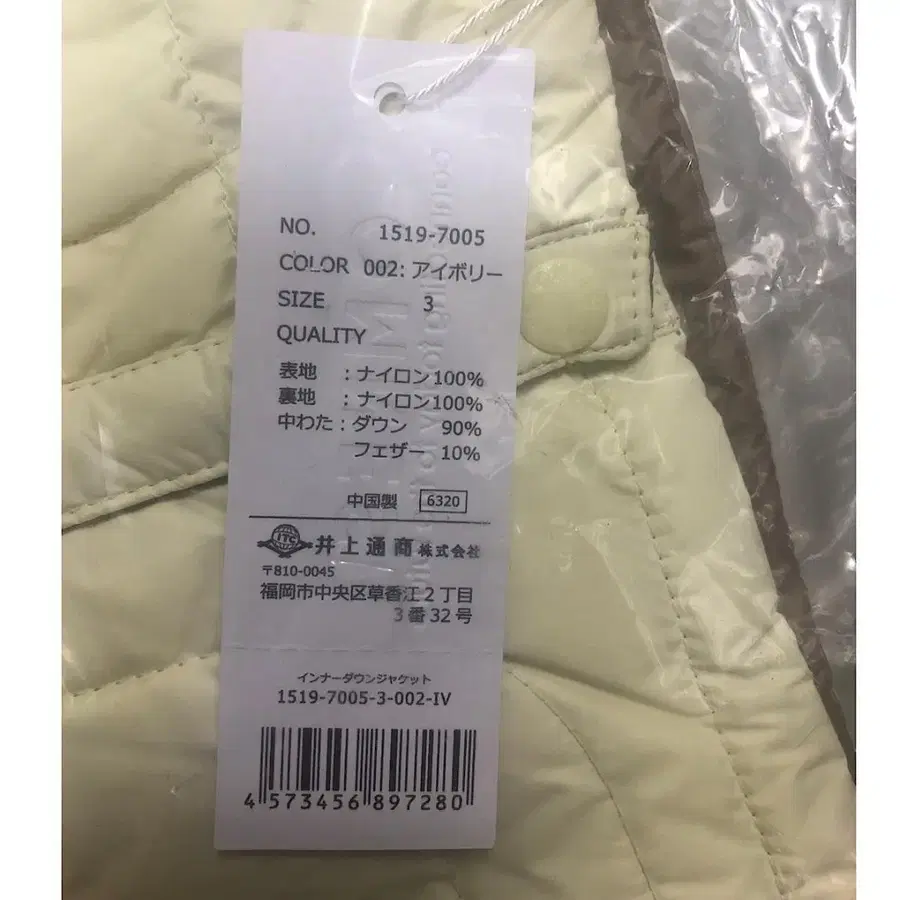 NO. 1519-7005
COLOR 002: アイボリー
SIZE 3
QUALITY
表地 : ナイロン100%
裏地 : ナイロン100%
中わた : ダウン 90%
フェザー 10%
中国製 6320
ITC 井上通商株式会社
〒810-0045
福岡市中央区草香江2丁目
3番32号
インナーダウンジャケット
1519-7005-3-002-IV
4 573456 897280